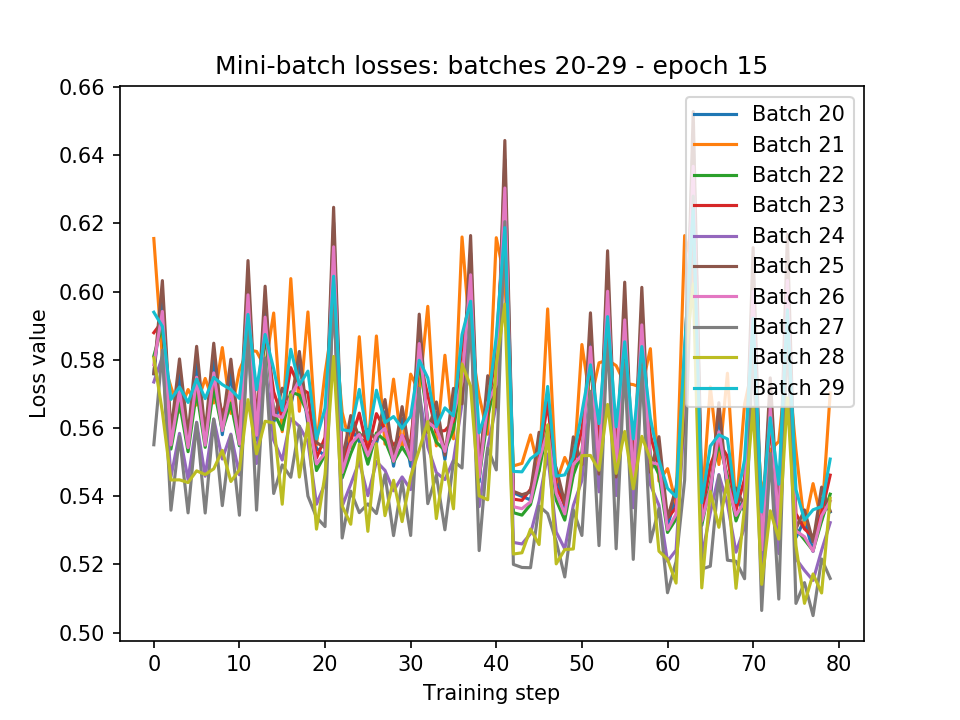 Mini-batch losses: batches 20-29 - epoch 15
Loss value
0.66
0.64
0.62
0.60
0.58
0.56
0.54
0.52
0.50
Batch 20
Batch 21
Batch 22
Batch 23
Batch 24
Batch 25
Batch 26
Batch 27
Batch 28
Batch 29
0 10 20 30 40 50 60 70 80
Training step